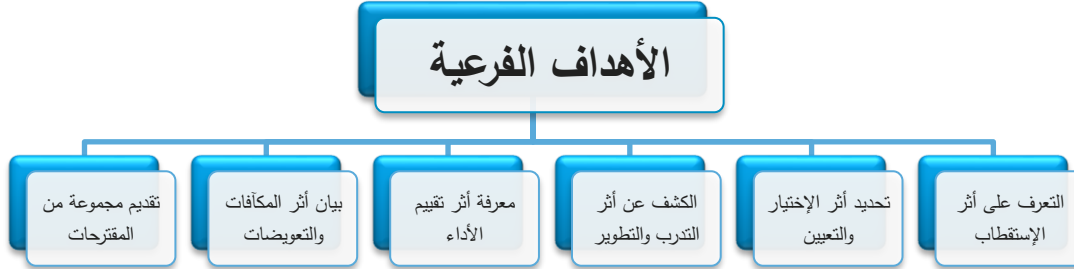 الأهداف الفرعية
التعرف على أثر
الإستقطاب
تحديد أثر الإختيار
والتعيين
الكشف عن أثر
التدرب والتطوير
معرفة أثر تقييم
الأداء
بيان أثر المكآفات
والتعويضات
تقديم مجموعة من
المقترحات